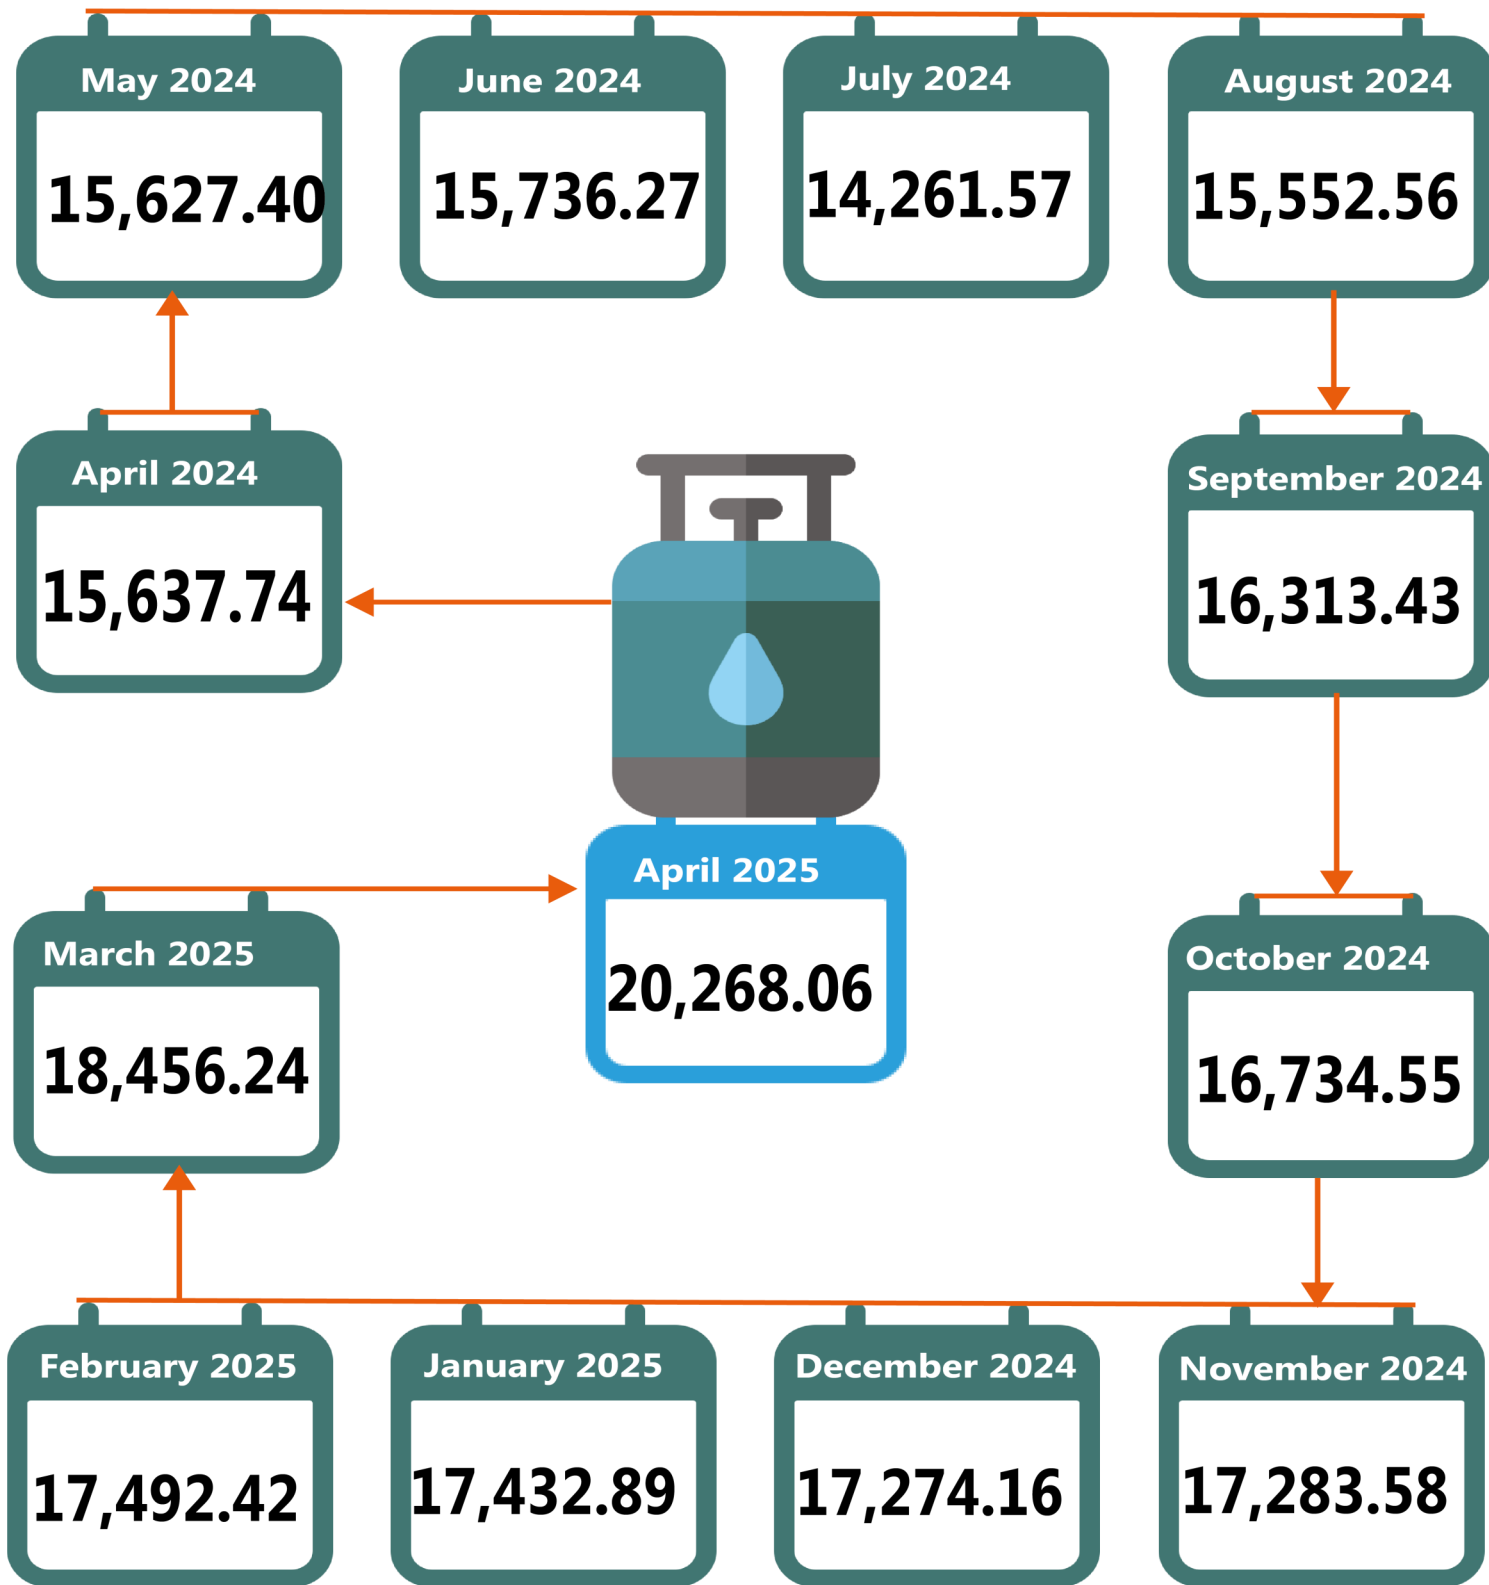 May 2024
15,627.40
June 2024
15,736.27
July 2024
14,261.57
August 2024
15,552.56
April 2024
15,637.74
September 2024
16,313.43
April 2025
20,268.06
March 2025
18,456.24
October 2024
16,734.55
February 2025
17,492.42
January 2025
17,432.89
December 2024
17,274.16
November 2024
17,283.58